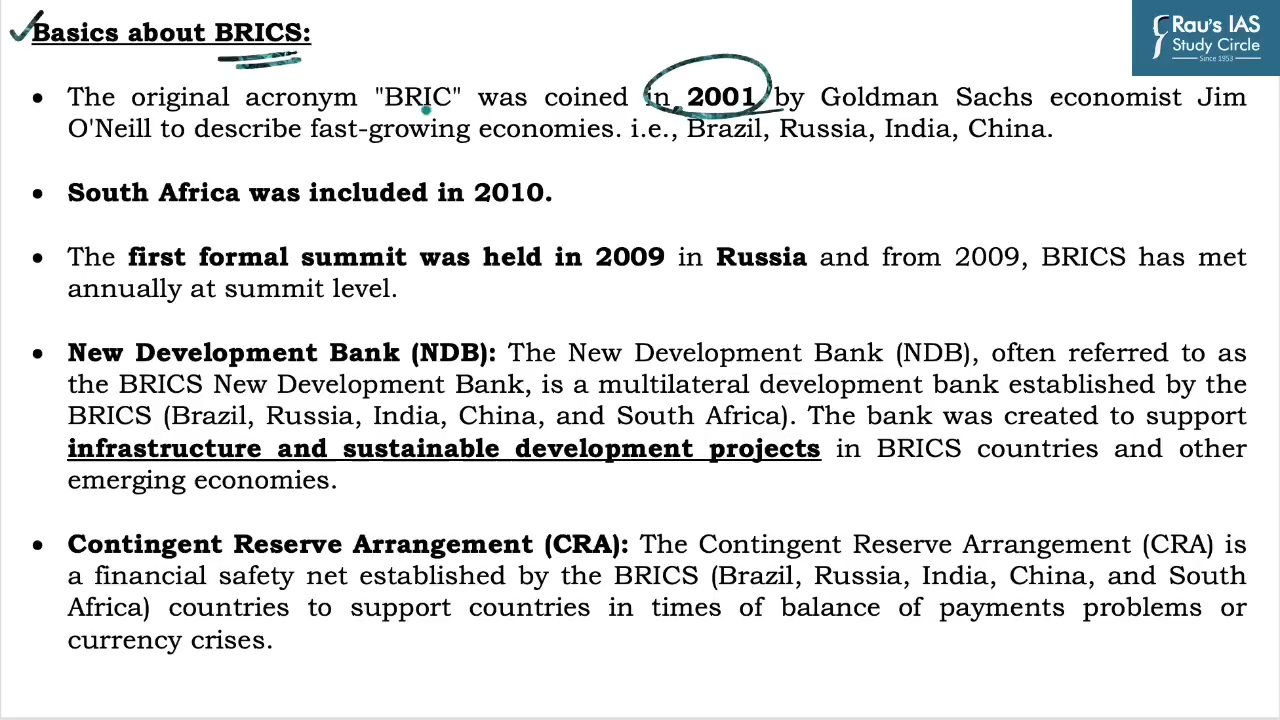 Basics about BRICS:
Rau's IAS
Study Circle
Since 1953
• The original acronym "BRIC" was coined in 2001 by Goldman Sachs economist Jim
O'Neill to describe fast-growing economies. i.e., Brazil, Russia, India, China.
• South Africa was included in 2010.
• The first formal summit was held in 2009 in Russia and from 2009, BRICS has met
annually at summit level.
• New Development Bank (NDB): The New Development Bank (NDB), often referred to as
the BRICS New Development Bank, is a multilateral development bank established by the
BRICS (Brazil, Russia, India, China, and South Africa). The bank was created to support
infrastructure and sustainable development projects in BRICS countries and other
emerging economies.
• Contingent Reserve Arrangement (CRA): The Contingent Reserve Arrangement (CRA) is
a financial safety net established by the BRICS (Brazil, Russia, India, China, and South
Africa) countries to support countries in times of balance of payments problems or
currency crises.